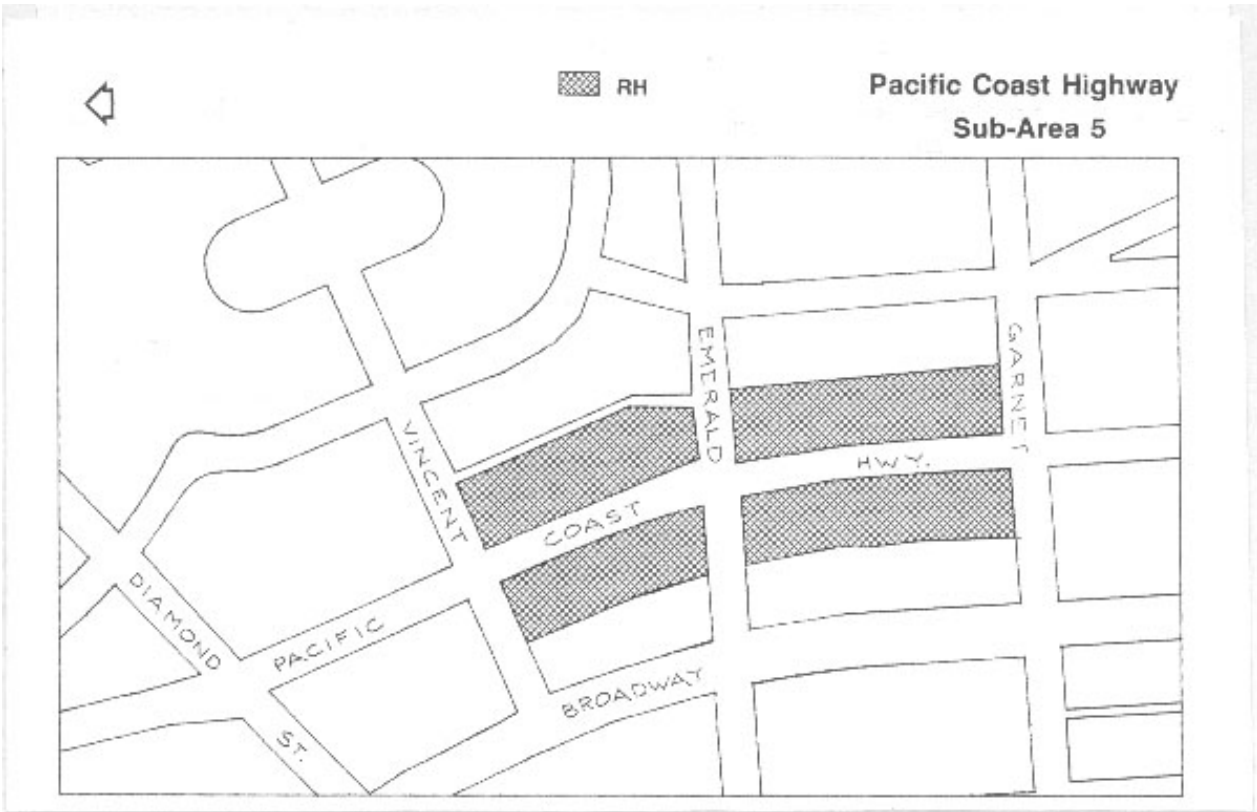 RH
Pacific Coast Highway
Sub-Area 5
EMERALD
GARNET
VINCENT
HWY.
COAST
PACIFIC
DIAMOND
ST.
BROADWAY